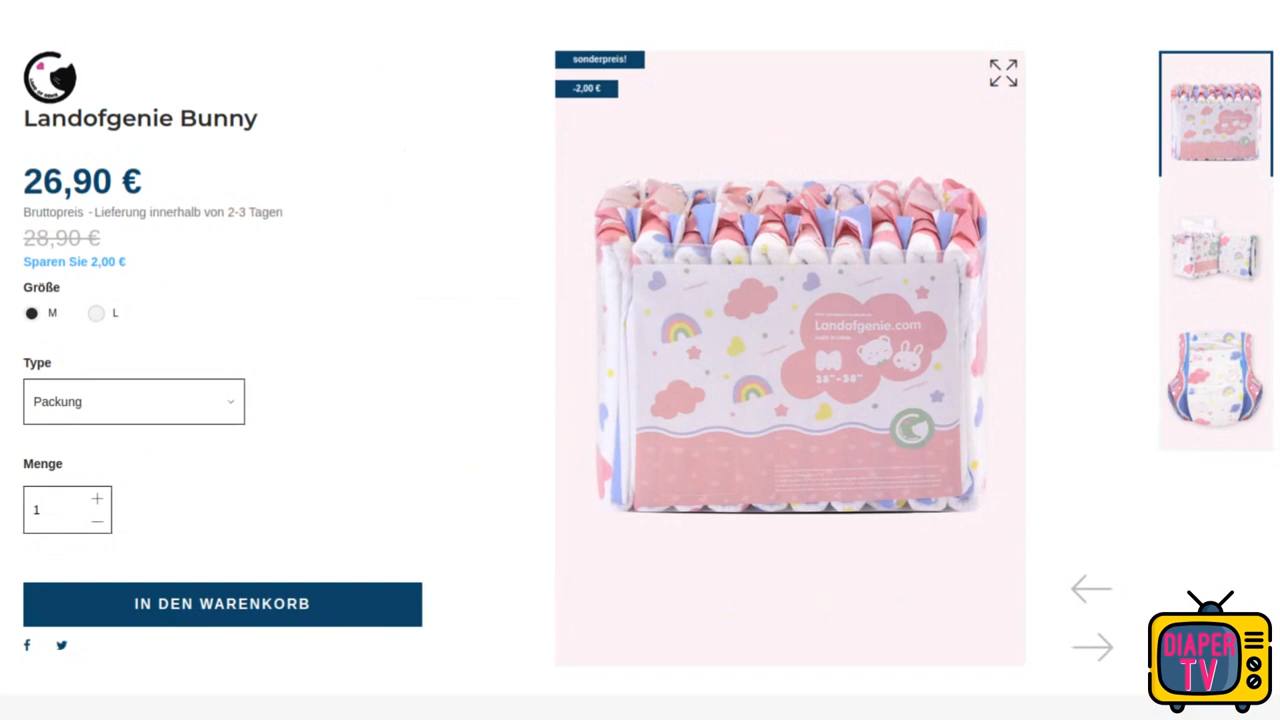 Landofgenie Bunny
26,90 €
Bruttopreis - Lieferung innerhalb von 2-3 Tagen
28,90 €
Sparen Sie 2,00 €
Größe
M
L
Type
Packung
Menge
1
IN DEN WARENKORB
sonderpreis!
-2,00 €
Landofgenie.com
M
DIAPER
TV